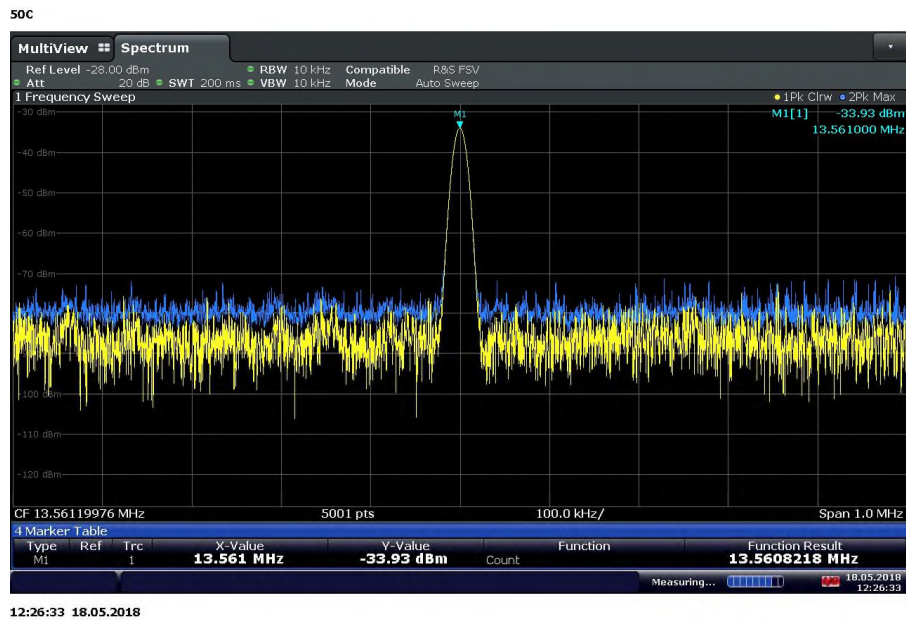 50C
MultiView Spectrum
Ref Level -28.00 dBm RBW 10 kHz Compatible R&S FSV
Att 20 dB SWT 200 ms VBW 10 kHz Mode Auto Sweep
1 Frequency Sweep 1Pk Clrw 2Pk Max
-30 dBm M1 M1[1] -33.93 dBm
13.561000 MHz
-40 dBm
-50 dBm
-60 dBm
-70 dBm
-100 dBm
-110 dBm
-120 dBm
CF 13.56119976 MHz 5001 pts 100.0 kHz/ Span 1.0 MHz
4 Marker Table
Type Ref Trc X-Value Y-Value Function Function Result
M1 1 13.561 MHz -33.93 dBm Count 13.5608218 MHz
Measuring... 18.05.2018
12:26:33
12:26:33 18.05.2018